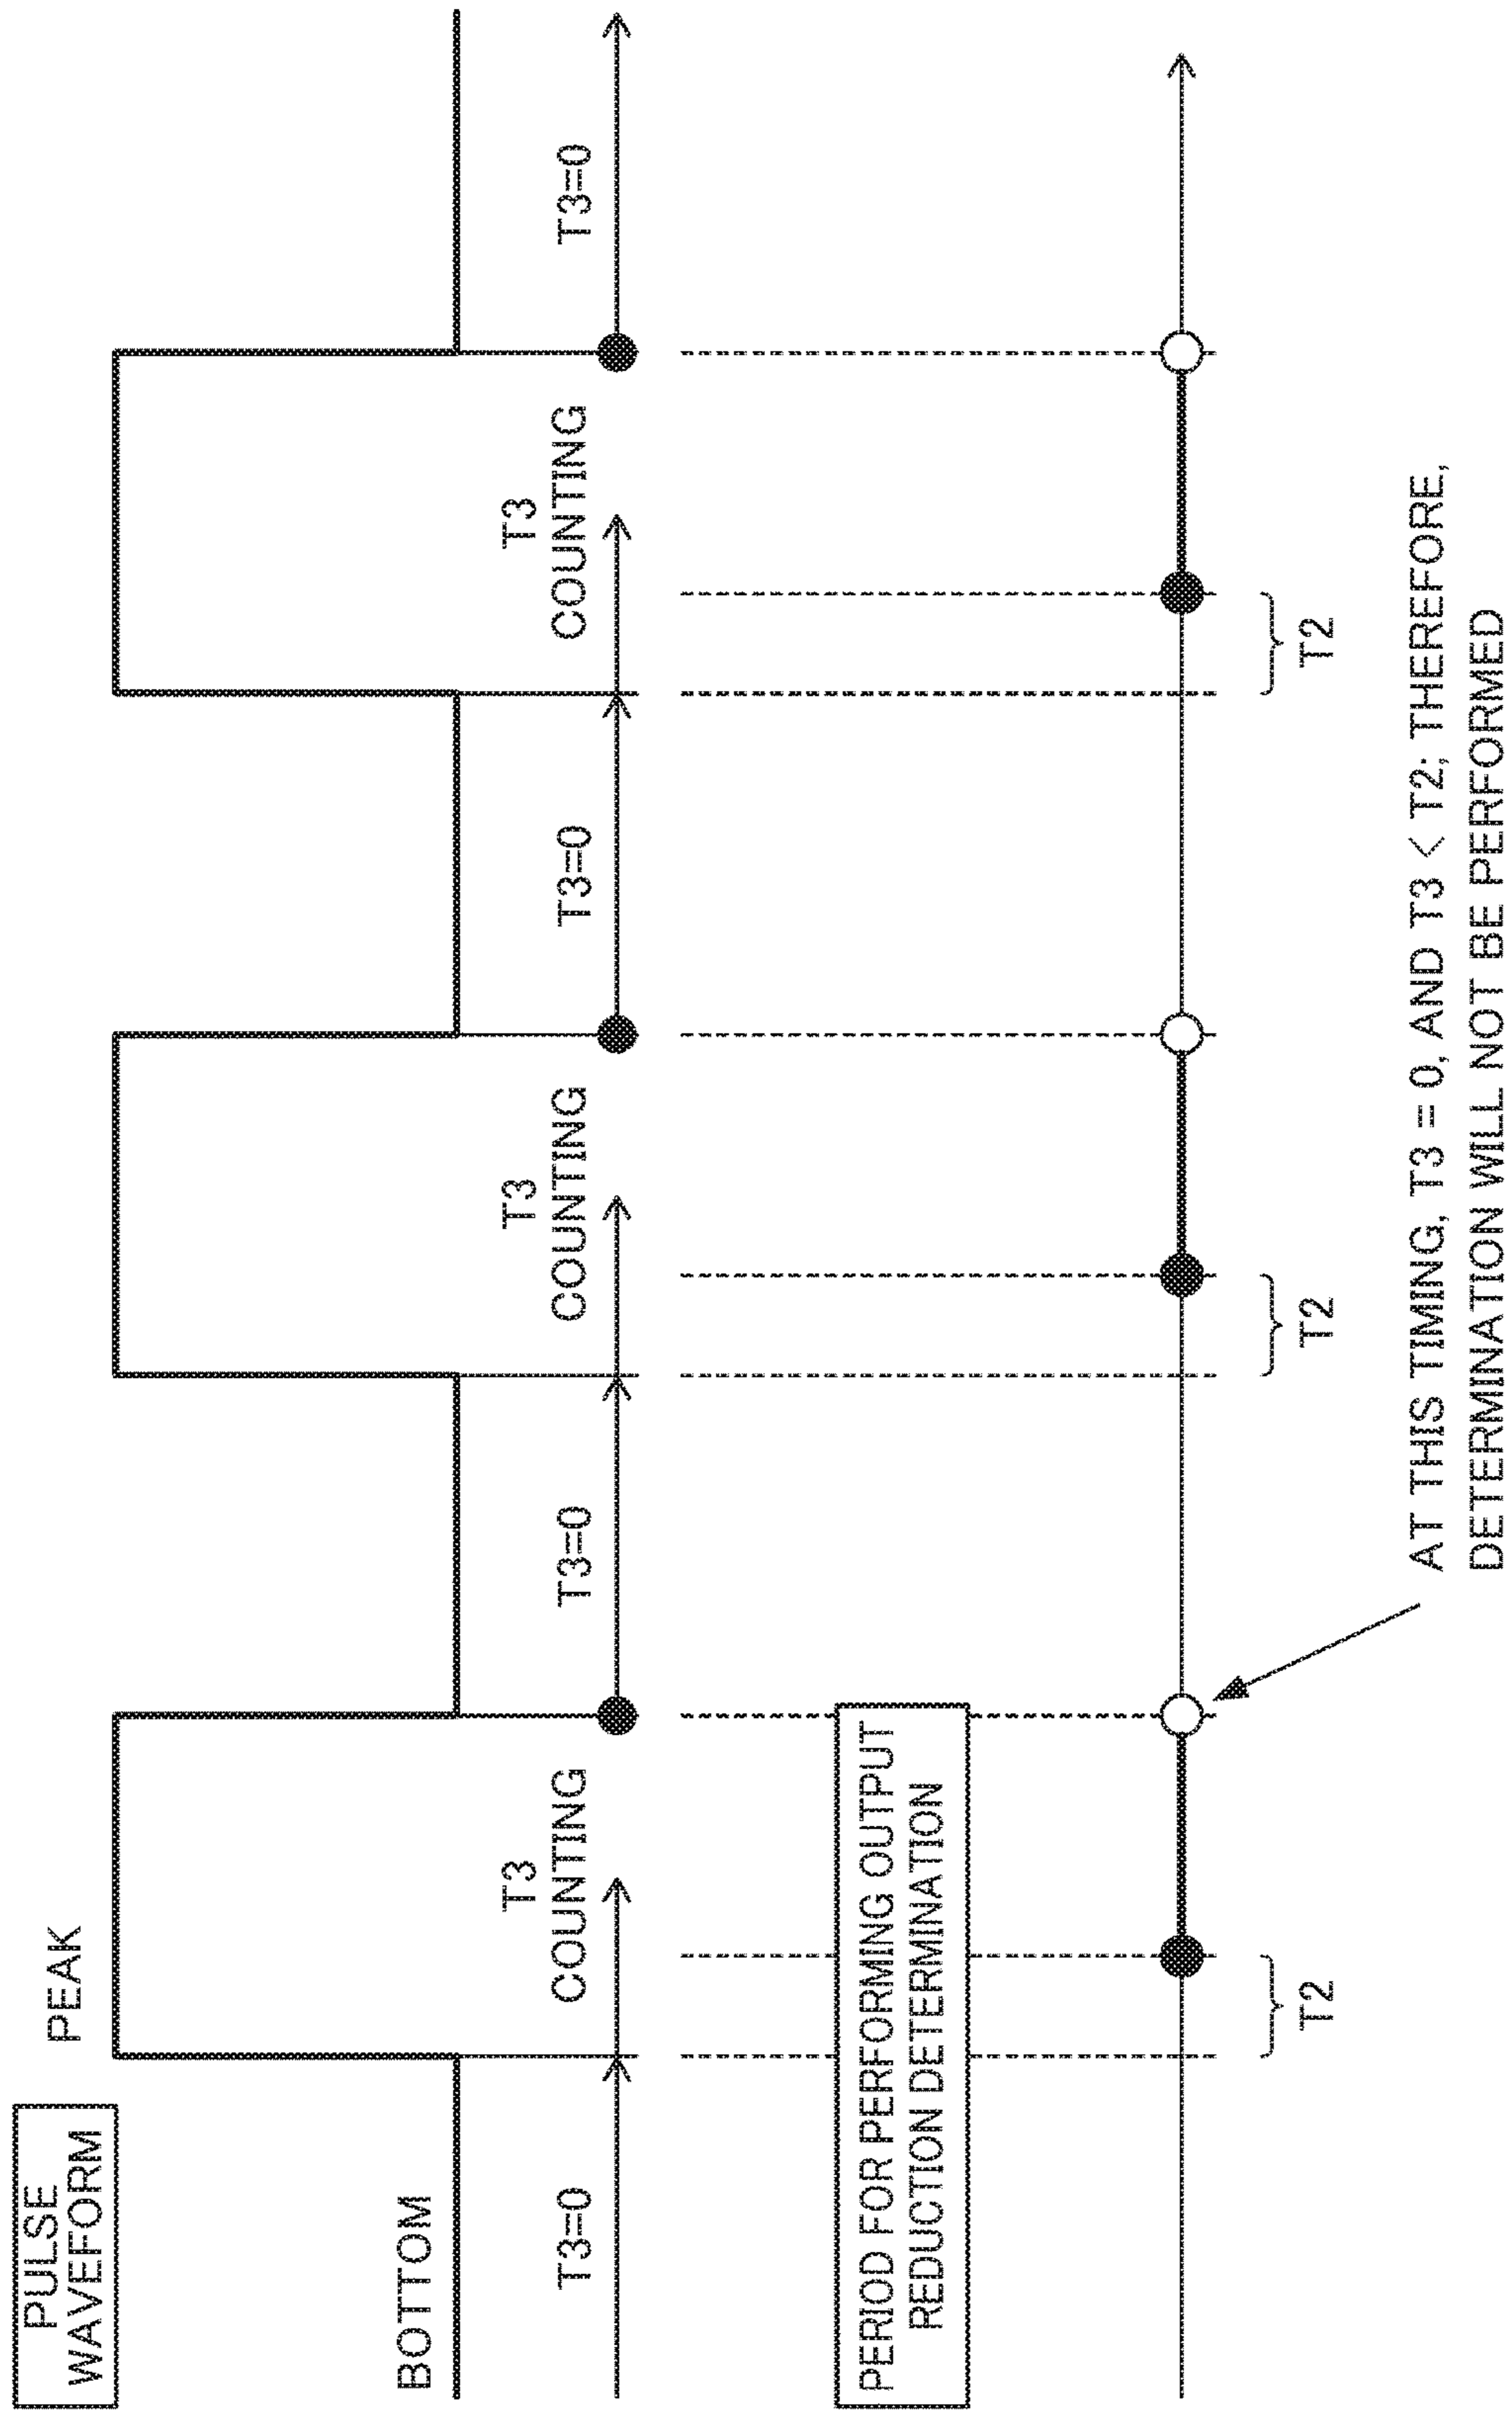 PULSE
WAVEFORM
PEAK
BOTTOM
T3=0
T3
COUNTING
T3=0
T3
COUNTING
T3=0
T3
COUNTING
T3=0
PERIOD FOR PERFORMING OUTPUT
REDUCTION DETERMINATION
T2
T2
T2
AT THIS TIMING, T3 = 0, AND T3 < T2; THEREFORE,
DETERMINATION WILL NOT BE PERFORMED